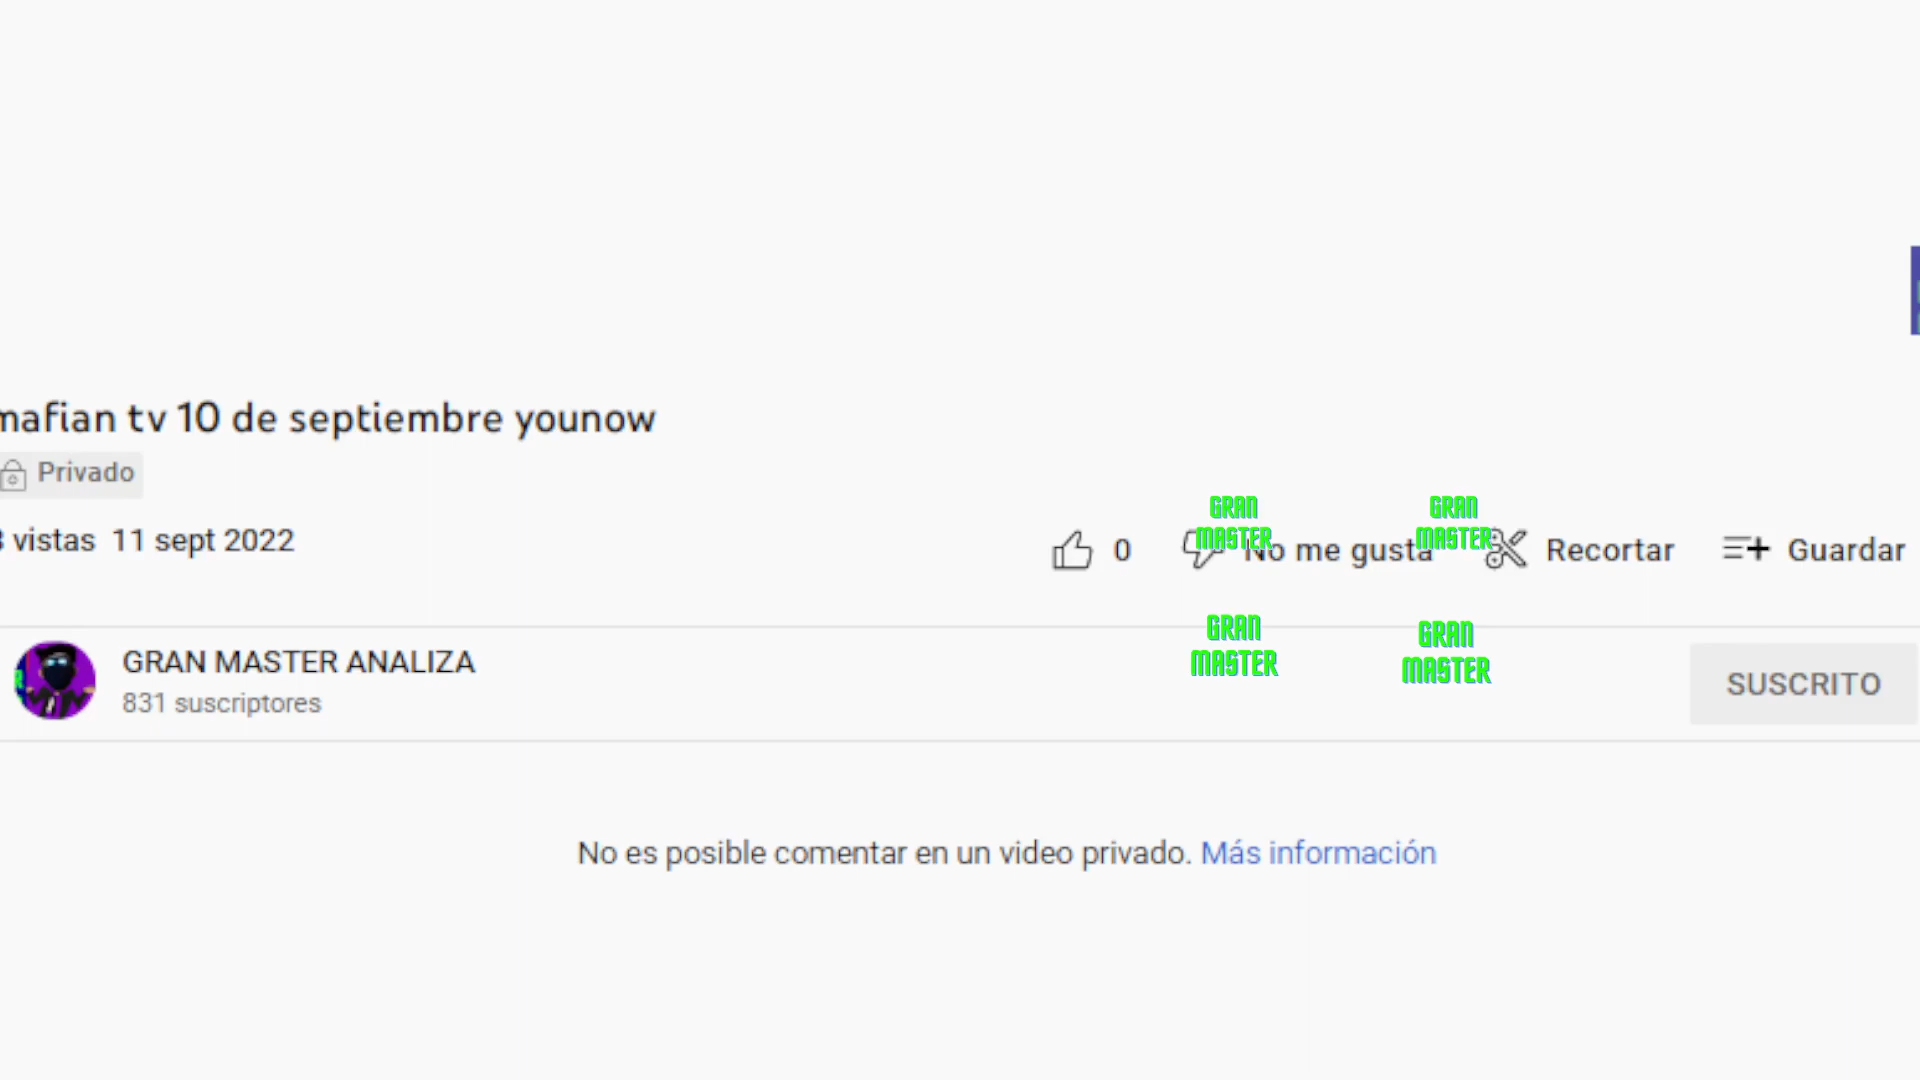 mafian tv 10 de septiembre younow
Privado
vistas 11 sept 2022
0 No me gusta Recortar Guardar
GRAN
MASTER
GRAN
MASTER
GRAN MASTER ANALIZA
831 suscriptores
GRAN
MASTER
GRAN
MASTER
SUSCRITO
No es posible comentar en un video privado. Más información